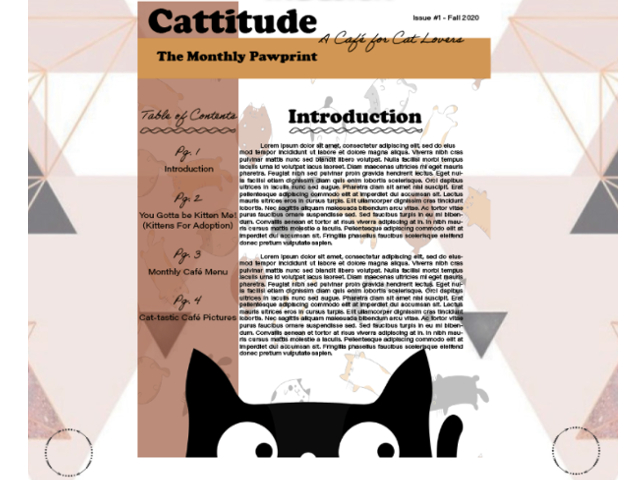 Cattitude
Issue #1 - Fall 2020
A Café for Cat Lovers
The Monthly Pawprint
Table of Contents
Pg. 1
Introduction
Pg. 2
You Gotta be Kitten Me!
(Kittens For Adoption)
Pg. 3
Monthly Café Menu
Pg. 4
Cat-tastic Café Pictures
Introduction
Lorem ipsum dolor sit amet, consectetur adipiscing elit, sed do eius
mod tempor incididunt ut labore et dolore magna aliqua. Viverra nibh cras
pulvinar mattis nunc sed blandit libero volutpat. Nulla facilisi morbi tempus
iaculis urna id volutpat lacus laoreet. Diam maecenas ultricies mi eget mauris
pharetra. Feugiat nibh sed pulvinar proin gravida hendrerit lectus. Eget nul-
la facilisi etiam dignissim diam quis enim lobortis scelerisque. Orci dapibus
ultrices in iaculis nunc sed augue. Pharetra diam sit amet nisl suscipit. Erat
pellentesque adipiscing commodo elit at imperdiet dui accumsan sit. Lectus
mauris ultrices eros in cursus turpis. Elit ullamcorper dignissim cras tincidunt
lobortis. Nec sagittis aliquam malesuada bibendum arcu vitae. Ac tortor vitae
purus faucibus ornare suspendisse sed. Sed faucibus turpis in eu mi biben-
dum. Convallis aenean et tortor at risus viverra adipiscing at in. In nibh mau-
ris cursus mattis molestie a iaculis. Pellentesque adipiscing commodo elit at
imperdiet dui accumsan sit. Fringilla phasellus faucibus scelerisque eleifend
donec pretium vulputate sapien.
Lorem ipsum dolor sit amet, consectetur adipiscing elit, sed do eius-
mod tempor incididunt ut labore et dolore magna aliqua. Viverra nibh cras
pulvinar mattis nunc sed blandit libero volutpat. Nulla facilisi morbi tempus
iaculis urna id volutpat lacus laoreet. Diam maecenas ultricies mi eget mauris
pharetra. Feugiat nibh sed pulvinar proin gravida hendrerit lectus. Eget nul-
la facilisi etiam dignissim diam quis enim lobortis scelerisque. Orci dapibus
ultrices in iaculis nunc sed augue. Pharetra diam sit amet nisl suscipit. Erat
pellentesque adipiscing commodo elit at imperdiet dui accumsan sit. Lectus
mauris ultrices eros in cursus turpis. Elit ullamcorper dignissim cras tincidunt
lobortis. Nec sagittis aliquam malesuada bibendum arcu vitae. Ac tortor vitae
purus faucibus ornare suspendisse sed. Sed faucibus turpis in eu mi biben-
dum. Convallis aenean et tortor at risus viverra adipiscing at in. In nibh mau-
ris cursus mattis molestie a iaculis. Pellentesque adipiscing commodo elit at
imperdiet dui accumsan sit. Fringilla phasellus faucibus scelerisque eleifend
donec pretium vulputate sapien.